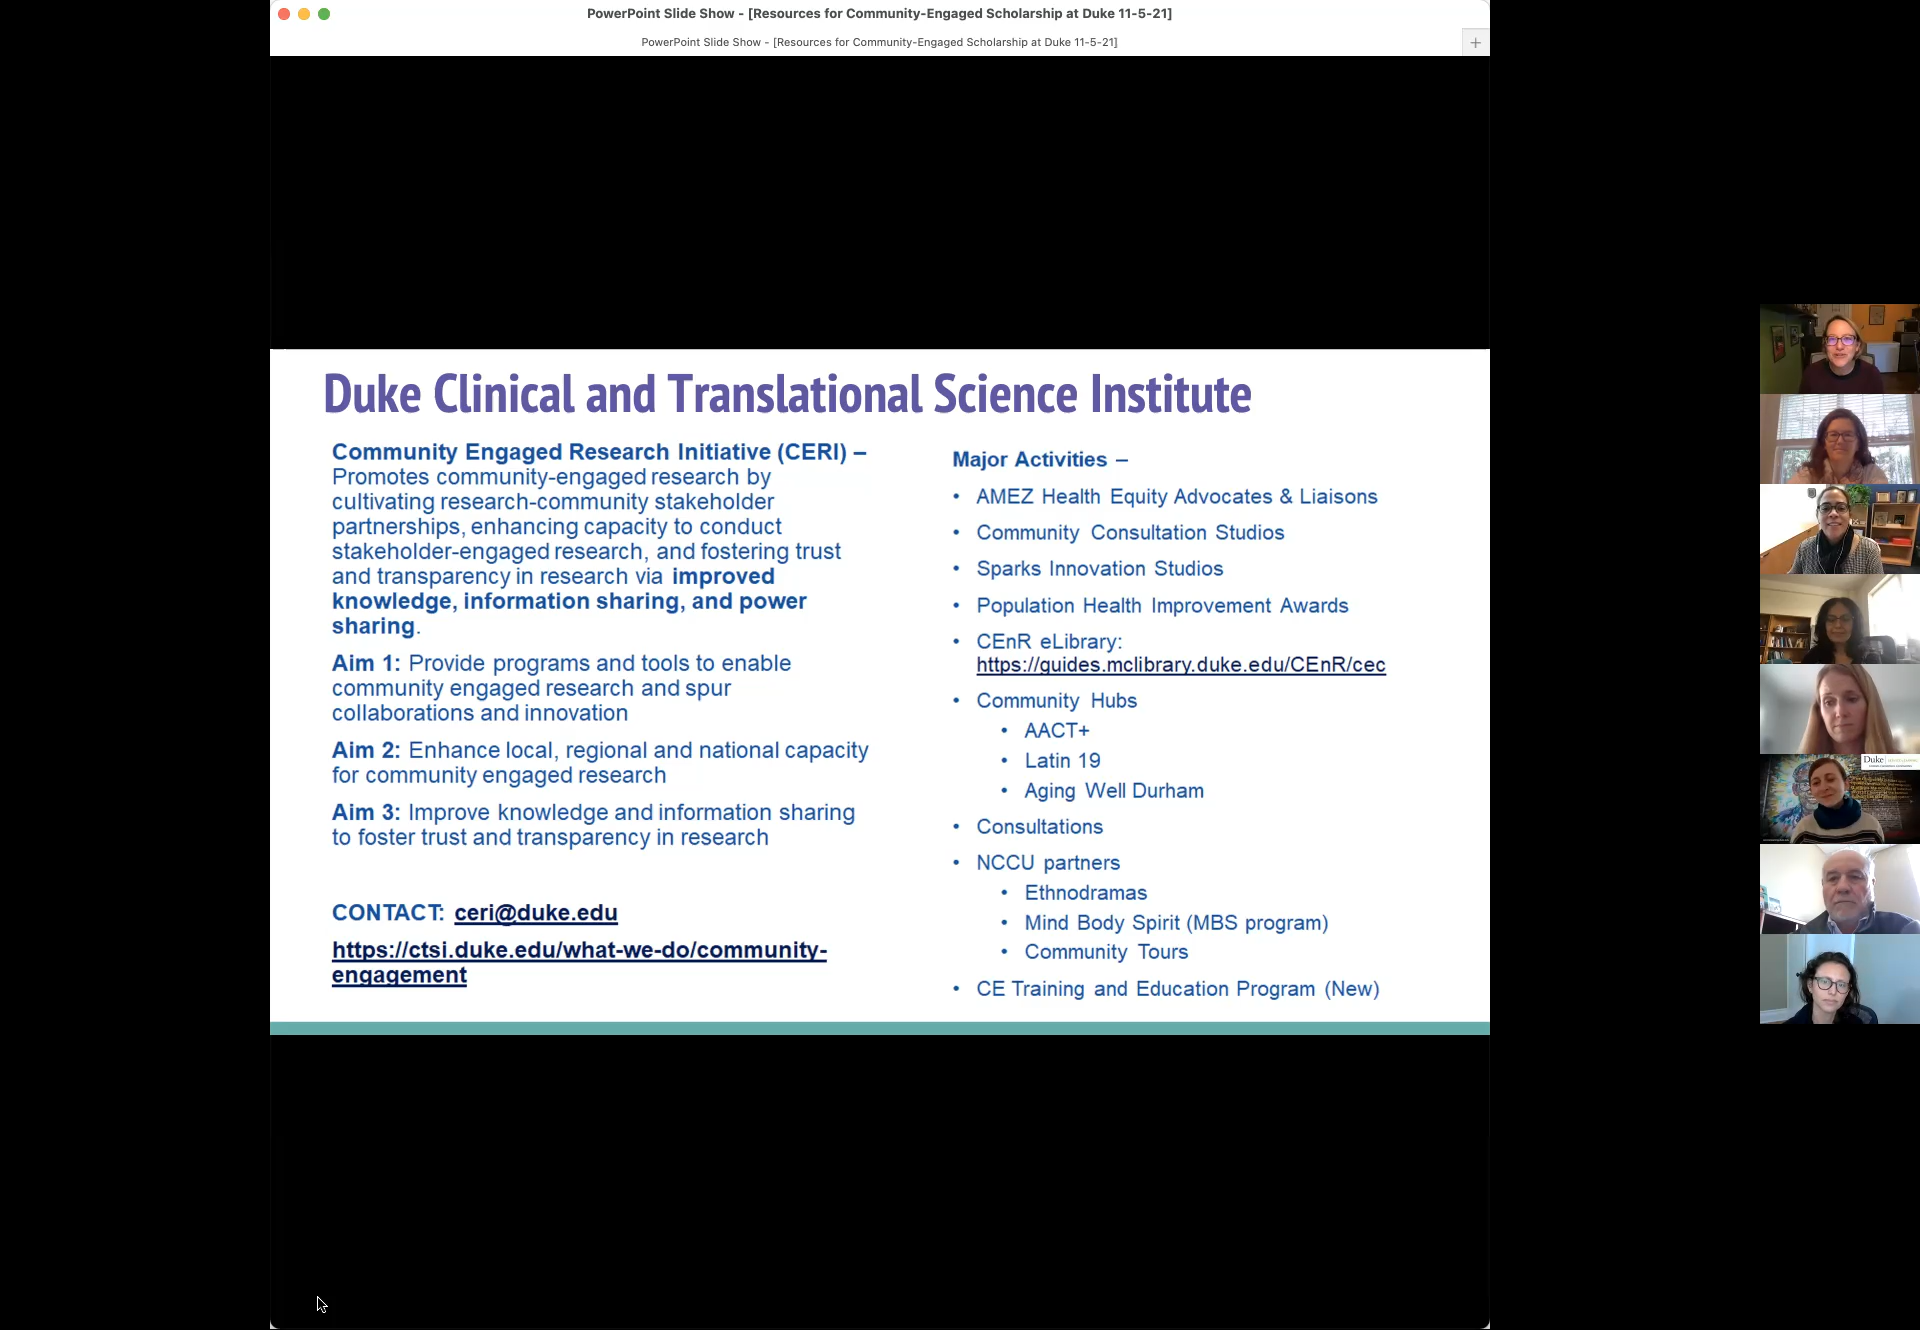 PowerPoint Slide Show - [Resources for Community-Engaged Scholarship at Duke 11-5-21]
PowerPoint Slide Show - [Resources for Community-Engaged Scholarship at Duke 11-5-21]
Duke Clinical and Translational Science Institute
Community Engaged Research Initiative (CERI) –
Promotes community-engaged research by
cultivating research-community stakeholder
partnerships, enhancing capacity to conduct
stakeholder-engaged research, and fostering trust
and transparency in research via improved
knowledge, information sharing, and power
sharing.
Aim 1: Provide programs and tools to enable
community engaged research and spur
collaborations and innovation
Aim 2: Enhance local, regional and national capacity
for community engaged research
Aim 3: Improve knowledge and information sharing
to foster trust and transparency in research
CONTACT: ceri@duke.edu
https://ctsi.duke.edu/what-we-do/community-
engagement
Major Activities –
• AMEZ Health Equity Advocates & Liaisons
• Community Consultation Studios
• Sparks Innovation Studios
• Population Health Improvement Awards
• CEnR eLibrary:
https://guides.mclibrary.duke.edu/CEnR/cec
• Community Hubs
• AACT+
• Latin 19
• Aging Well Durham
• Consultations
• NCCU partners
• Ethnodramas
• Mind Body Spirit (MBS program)
• Community Tours
• CE Training and Education Program (New)
Duke